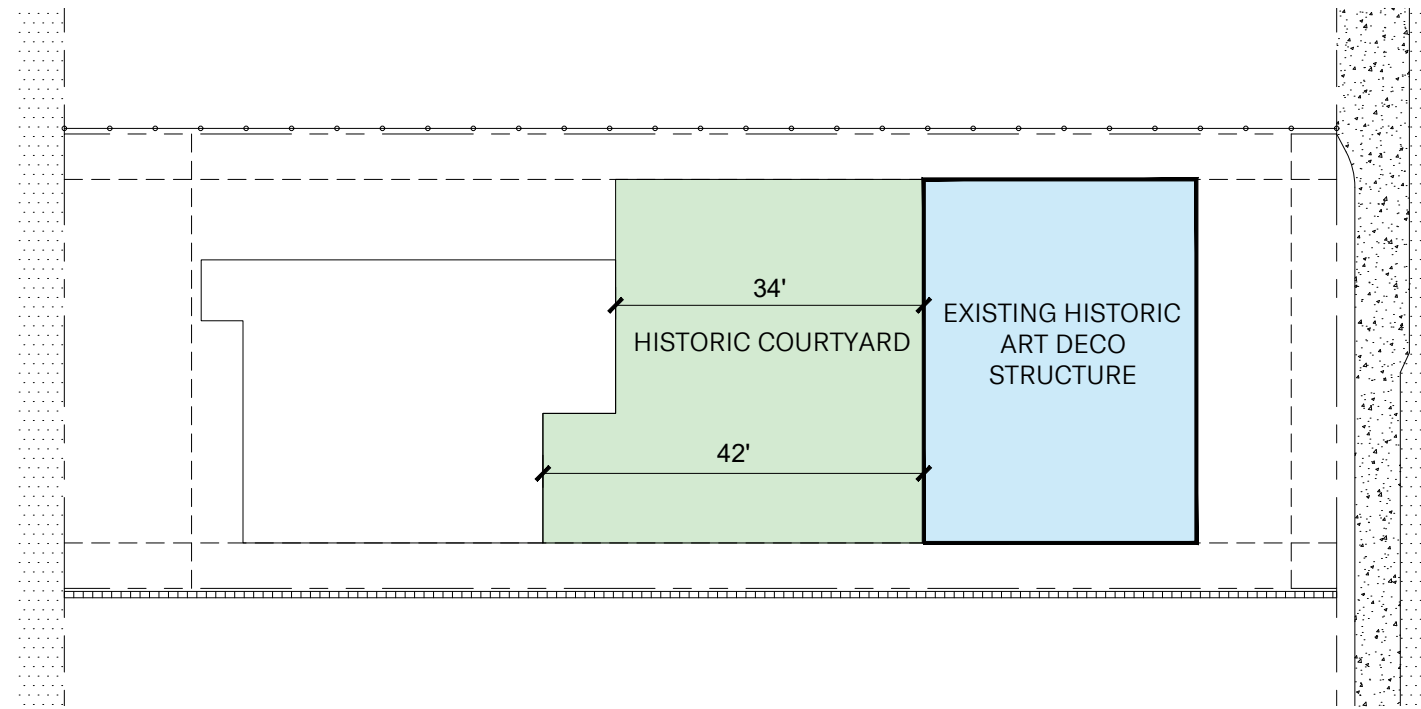 34'
HISTORIC COURTYARD
EXISTING HISTORIC
ART DECO
STRUCTURE
42'